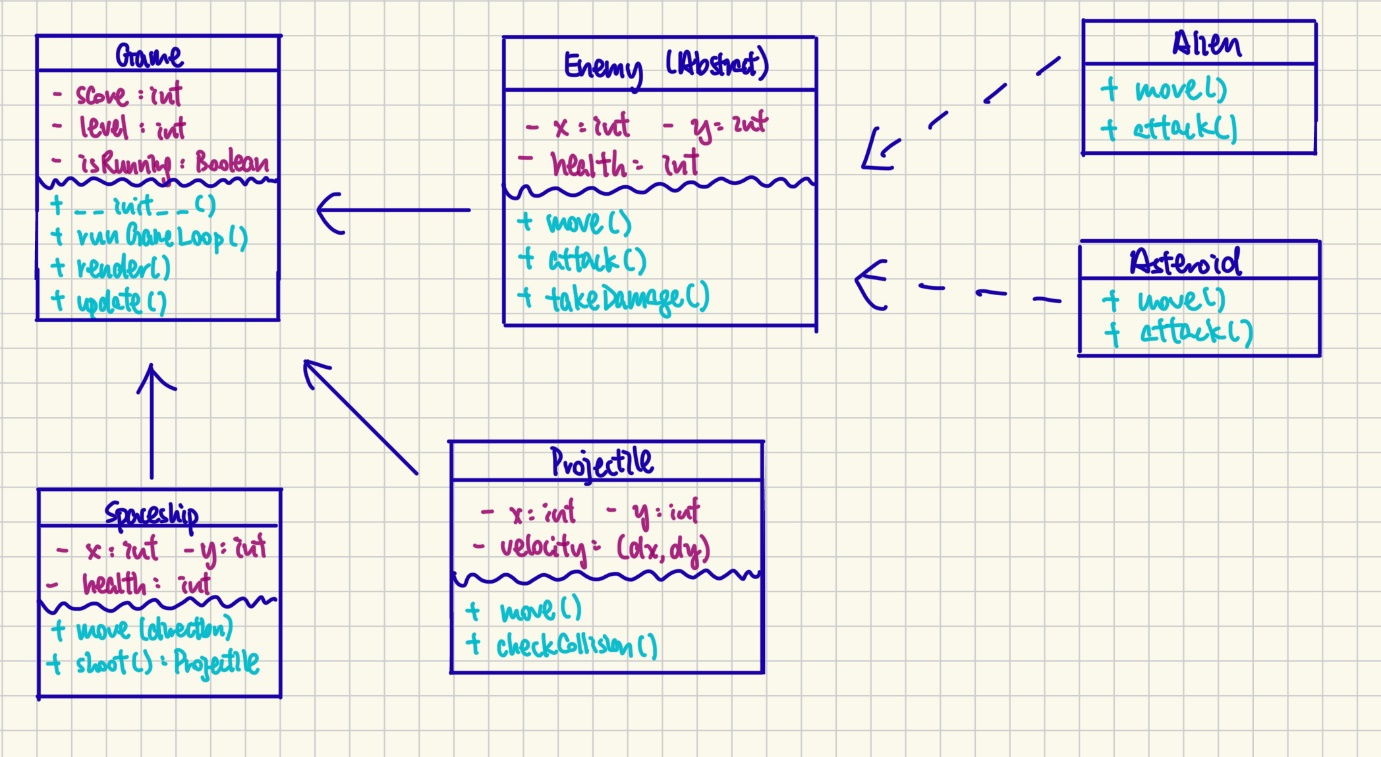 Game
- score : int
- level : int
- isRunning : Boolean
+ __init__()
+ runGameLoop()
+ render()
+ update()
Enemy (Abstract)
- x : int - y : int
- health : int
+ move()
+ attack()
+ takeDamage()
Alien
+ move()
+ attack()
Asteroid
+ move()
+ attack()
Spaceship
- x : int - y : int
- health : int
+ move (direction)
+ shoot() : Projectile
Projectile
- x : int - y : int
- velocity : (dx, dy)
+ move()
+ checkCollision()